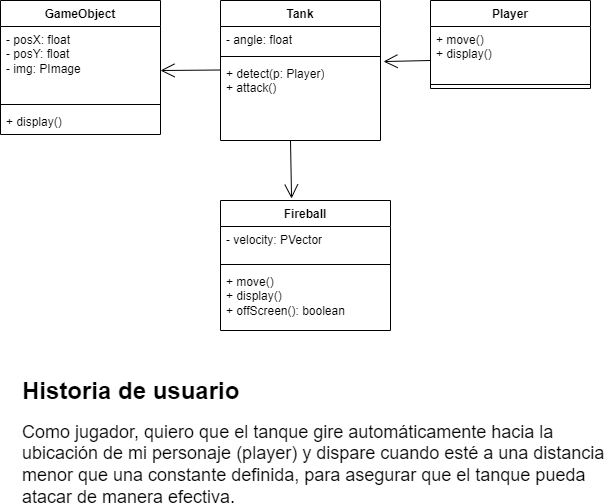 GameObject
- posX: float
- posY: float
- img: PImage
+ display()
Tank
- angle: float
+ detect(p: Player)
+ attack()
Player
+ move()
+ display()
Fireball
- velocity: PVector
+ move()
+ display()
+ offScreen(): boolean
Historia de usuario
Como jugador, quiero que el tanque gire automáticamente hacia la
ubicación de mi personaje (player) y dispare cuando esté a una distancia
menor que una constante definida, para asegurar que el tanque pueda
atacar de manera efectiva.